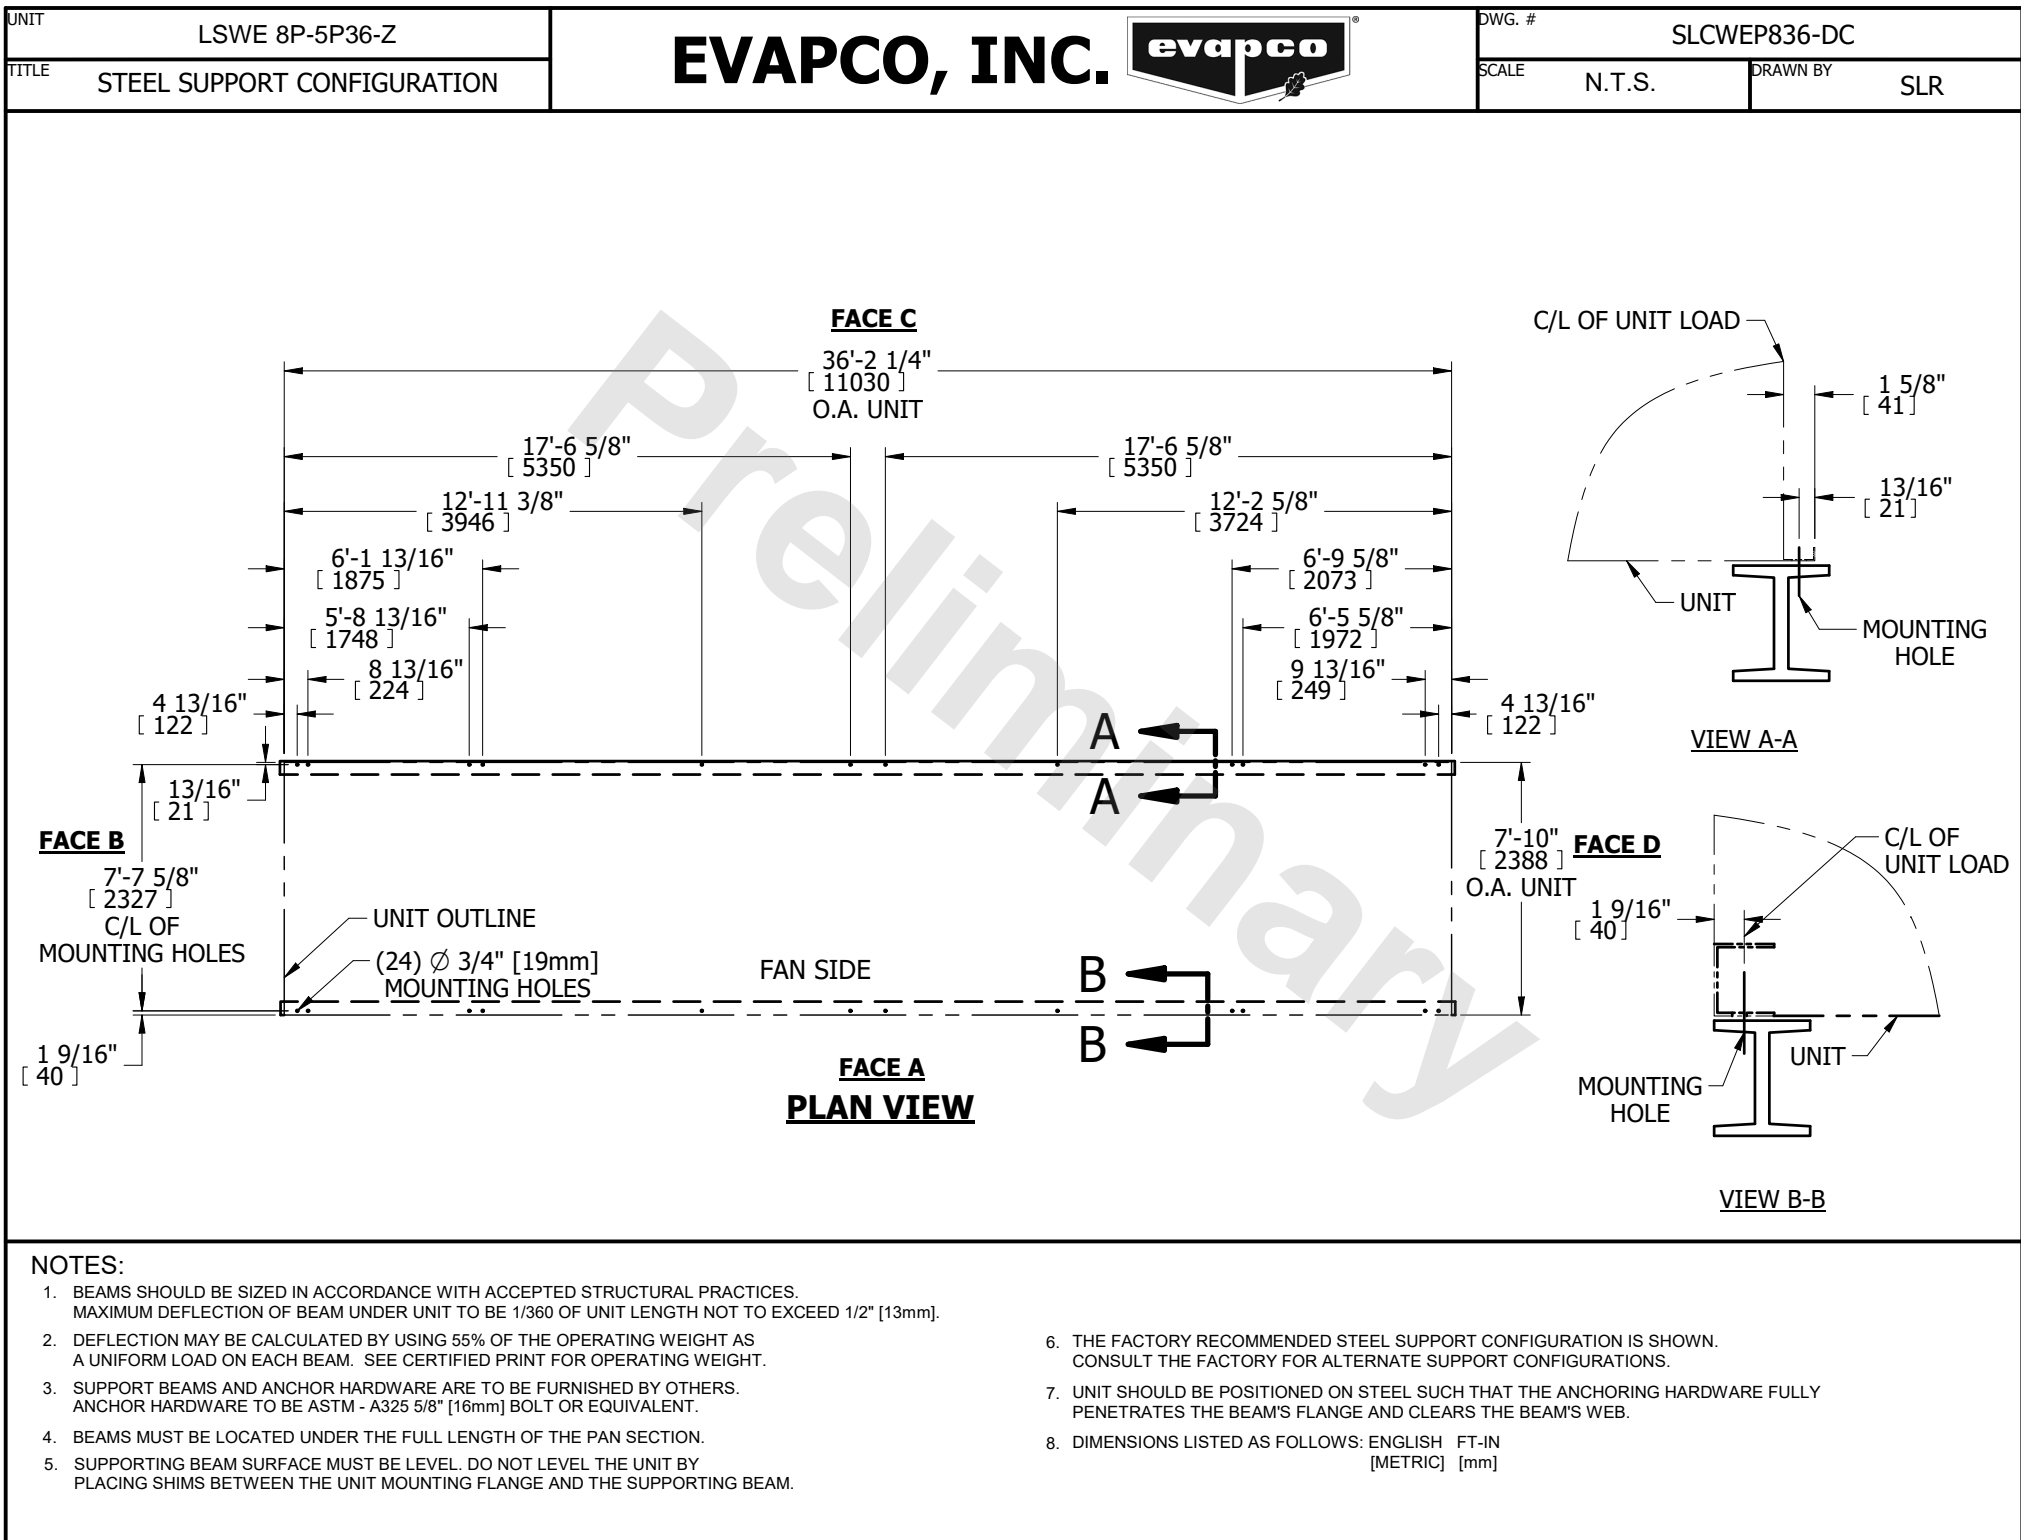 UNIT
LSWE 8P-5P36-Z
TITLE
STEEL SUPPORT CONFIGURATION
EVAPCO, INC.
evapco
®
DWG. #
SLCWEP836-DC
SCALE
N.T.S.
DRAWN BY
SLR
Preliminary
FACE C
36'-2 1/4"
[ 11030 ]
O.A. UNIT
17'-6 5/8"
[ 5350 ]
17'-6 5/8"
[ 5350 ]
12'-11 3/8"
[ 3946 ]
12'-2 5/8"
[ 3724 ]
6'-1 13/16"
[ 1875 ]
6'-9 5/8"
[ 2073 ]
5'-8 13/16"
[ 1748 ]
6'-5 5/8"
[ 1972 ]
8 13/16"
[ 224 ]
9 13/16"
[ 249 ]
4 13/16"
[ 122 ]
4 13/16"
[ 122 ]
A
A
13/16"
[ 21 ]
FACE B
7'-7 5/8"
[ 2327 ]
C/L OF
MOUNTING HOLES
7'-10"
[ 2388 ]
O.A. UNIT
FACE D
UNIT OUTLINE
(24) ∅ 3/4" [19mm]
MOUNTING HOLES
FAN SIDE
B
B
1 9/16"
[ 40 ]
FACE A
PLAN VIEW
C/L OF UNIT LOAD
1 5/8"
[ 41 ]
13/16"
[ 21 ]
UNIT
MOUNTING
HOLE
VIEW A-A
C/L OF
UNIT LOAD
1 9/16"
[ 40 ]
UNIT
MOUNTING
HOLE
VIEW B-B
NOTES:
1. BEAMS SHOULD BE SIZED IN ACCORDANCE WITH ACCEPTED STRUCTURAL PRACTICES.
MAXIMUM DEFLECTION OF BEAM UNDER UNIT TO BE 1/360 OF UNIT LENGTH NOT TO EXCEED 1/2" [13mm].
2. DEFLECTION MAY BE CALCULATED BY USING 55% OF THE OPERATING WEIGHT AS
A UNIFORM LOAD ON EACH BEAM. SEE CERTIFIED PRINT FOR OPERATING WEIGHT.
3. SUPPORT BEAMS AND ANCHOR HARDWARE ARE TO BE FURNISHED BY OTHERS.
ANCHOR HARDWARE TO BE ASTM - A325 5/8" [16mm] BOLT OR EQUIVALENT.
4. BEAMS MUST BE LOCATED UNDER THE FULL LENGTH OF THE PAN SECTION.
5. SUPPORTING BEAM SURFACE MUST BE LEVEL. DO NOT LEVEL THE UNIT BY
PLACING SHIMS BETWEEN THE UNIT MOUNTING FLANGE AND THE SUPPORTING BEAM.
6. THE FACTORY RECOMMENDED STEEL SUPPORT CONFIGURATION IS SHOWN.
CONSULT THE FACTORY FOR ALTERNATE SUPPORT CONFIGURATIONS.
7. UNIT SHOULD BE POSITIONED ON STEEL SUCH THAT THE ANCHORING HARDWARE FULLY
PENETRATES THE BEAM'S FLANGE AND CLEARS THE BEAM'S WEB.
8. DIMENSIONS LISTED AS FOLLOWS: ENGLISH FT-IN
[METRIC] [mm]